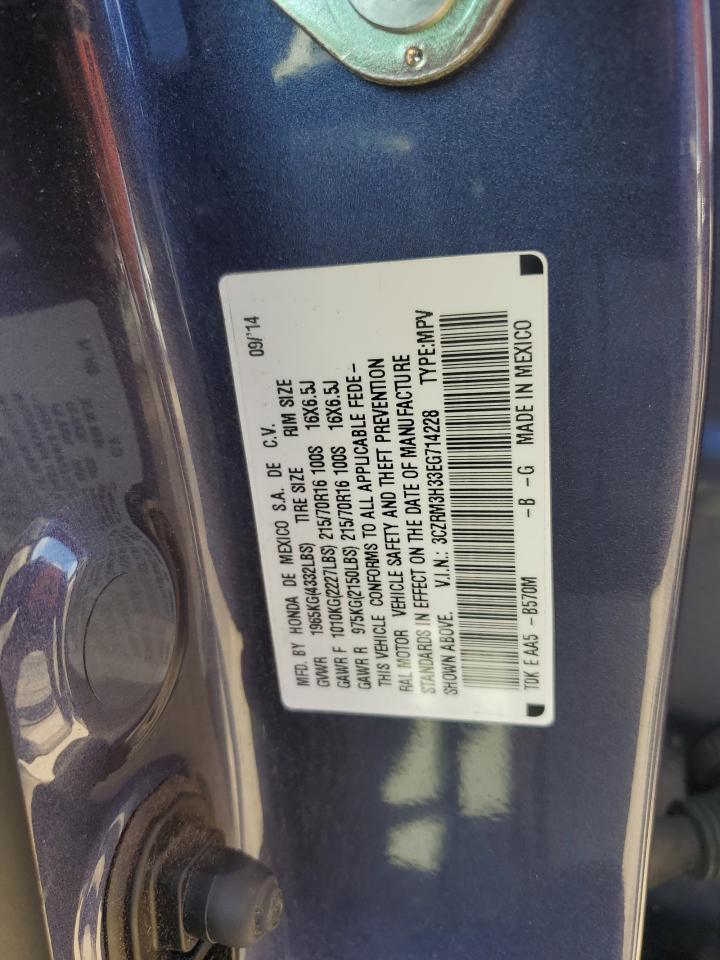 MFD. BY HONDA DE MEXICO S.A. DE C.V. 09/'14
GVWR 1965KG(4332LBS) TIRE SIZE RIM SIZE
GAWR F 1010KG(2227LBS) 215/70R16 100S 16X6.5J
GAWR R 975KG(2150LBS) 215/70R16 100S 16X6.5J
THIS VEHICLE CONFORMS TO ALL APPLICABLE FEDE-
RAL MOTOR VEHICLE SAFETY AND THEFT PREVENTION
STANDARDS IN EFFECT ON THE DATE OF MANUFACTURE
SHOWN ABOVE. V.I.N.: 3CZRM3H33EG714228 TYPE:MPV
TOK E AA5 -B570M -B -G MADE IN MEXICO